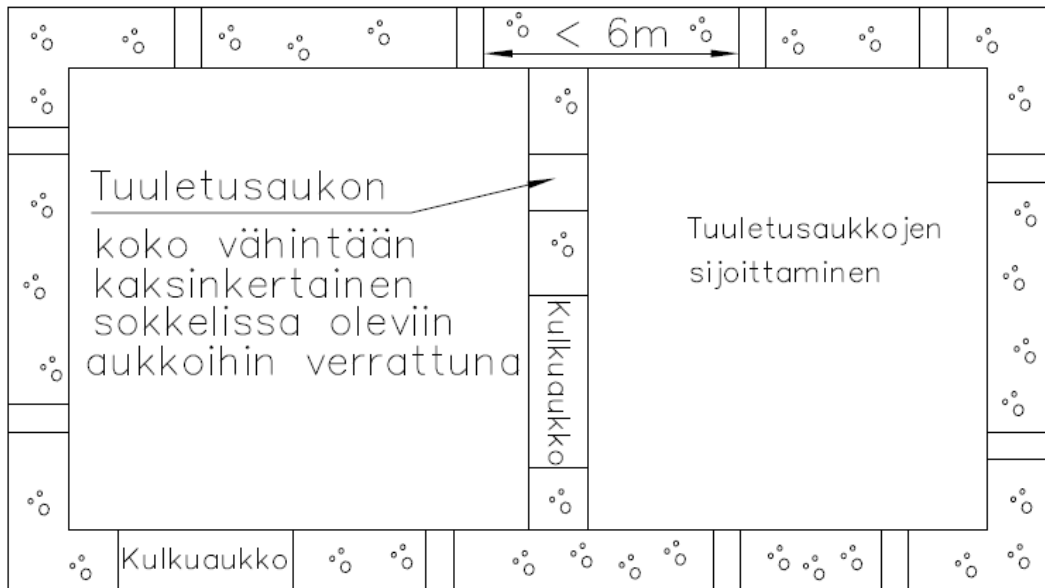 < 6m
Tuuletusaukon
koko vähintään
kaksinkertainen
sokkelissa oleviin
aukkoihin verrattuna
Tuuletusaukkojen
sijoittaminen
Kulkuaukko
Kulkuaukko